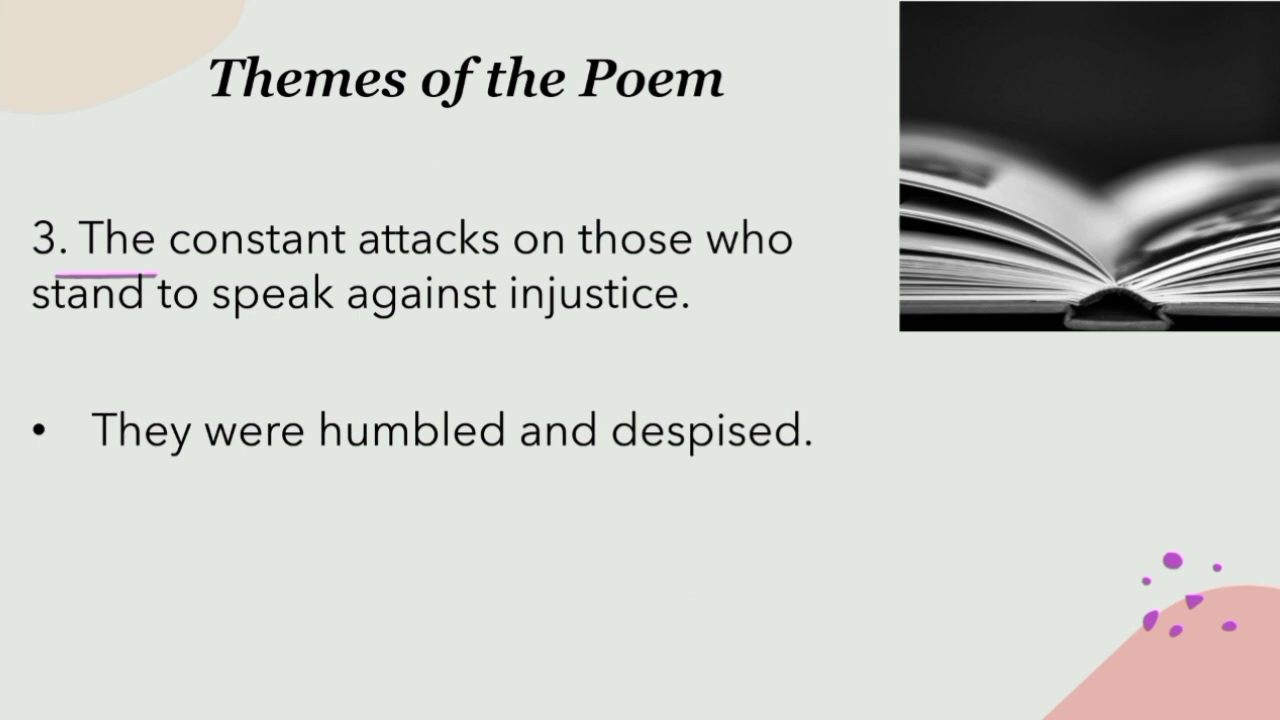 Themes of the Poem
3. The constant attacks on those who
stand to speak against injustice.
• They were humbled and despised.